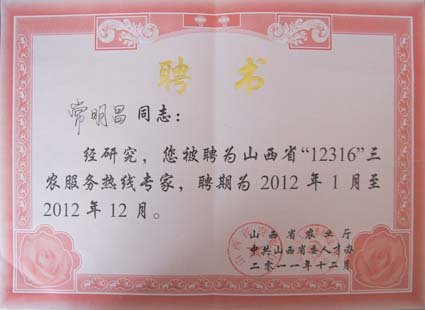 聘书
常明昌同志：
经研究，您被聘为山西省“12316”三
农服务热线专家，聘期为2012年1月至
2012年12月。
山西省农业厅
中共山西省委人才办
二〇一一年十二月